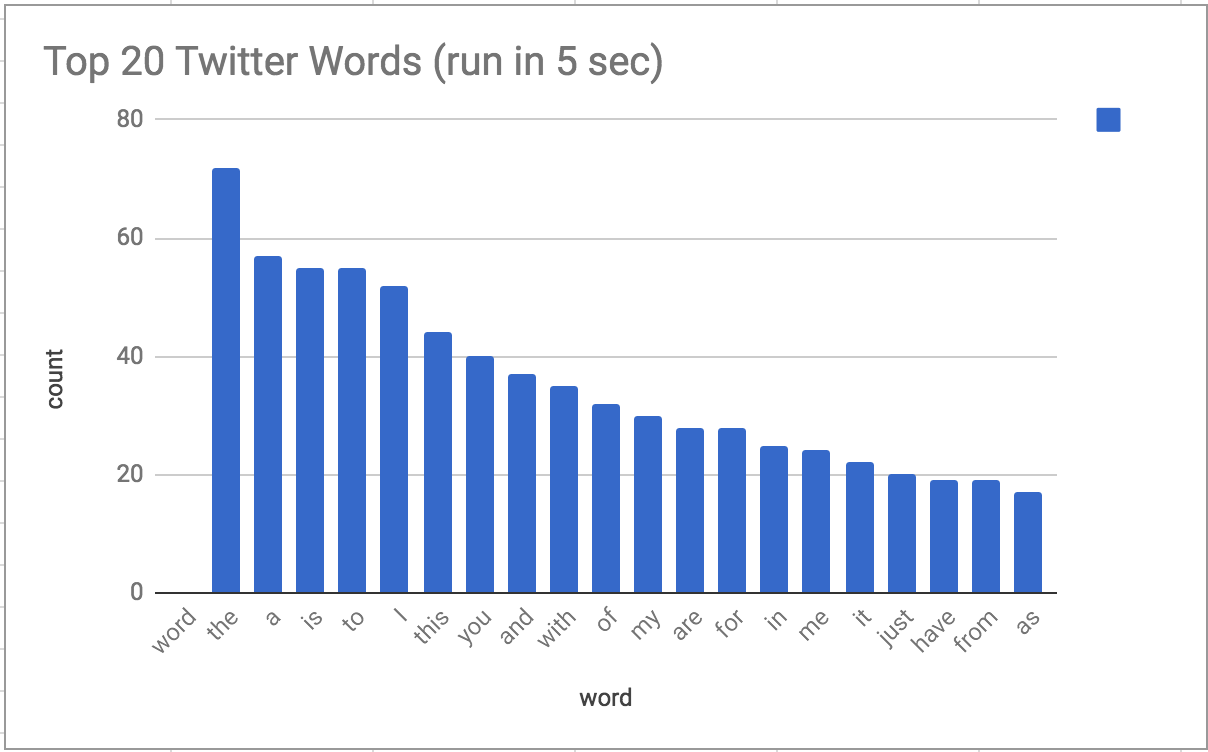 Top 20 Twitter Words (run in 5 sec)
80
60
40
20
0
count
word the a is to I this you and with of my are for in me it just have from as
word